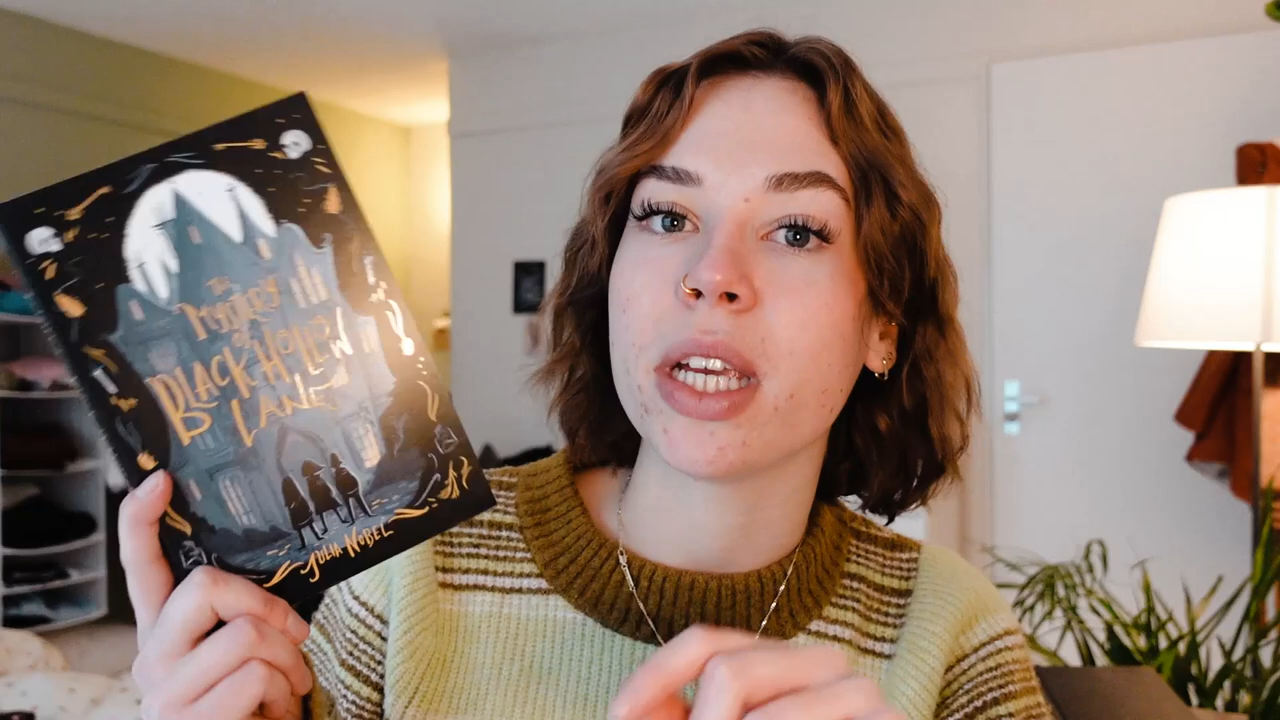 THE
MYSTERY
OF
BLACK HOLLOW
LANE
JULIA NOBEL